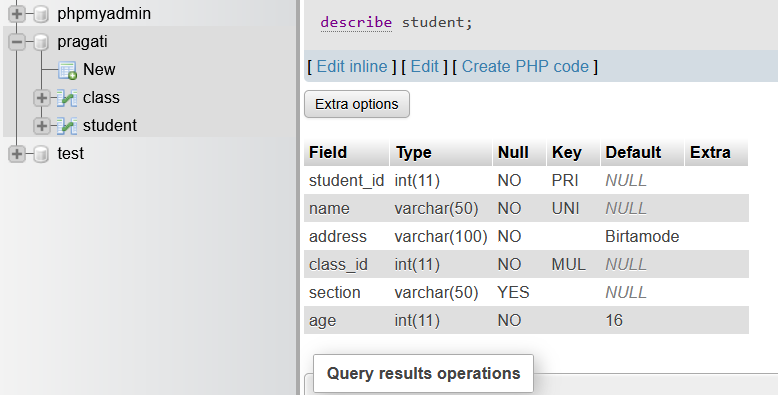 phpmyadmin
pragati
New
class
student
test
describe student;
[ Edit inline ] [ Edit ] [ Create PHP code ]
Extra options
Field Type Null Key Default Extra
student_id int(11) NO PRI NULL
name varchar(50) NO UNI NULL
address varchar(100) NO Birtamode
class_id int(11) NO MUL NULL
section varchar(50) YES NULL
age int(11) NO 16
Query results operations